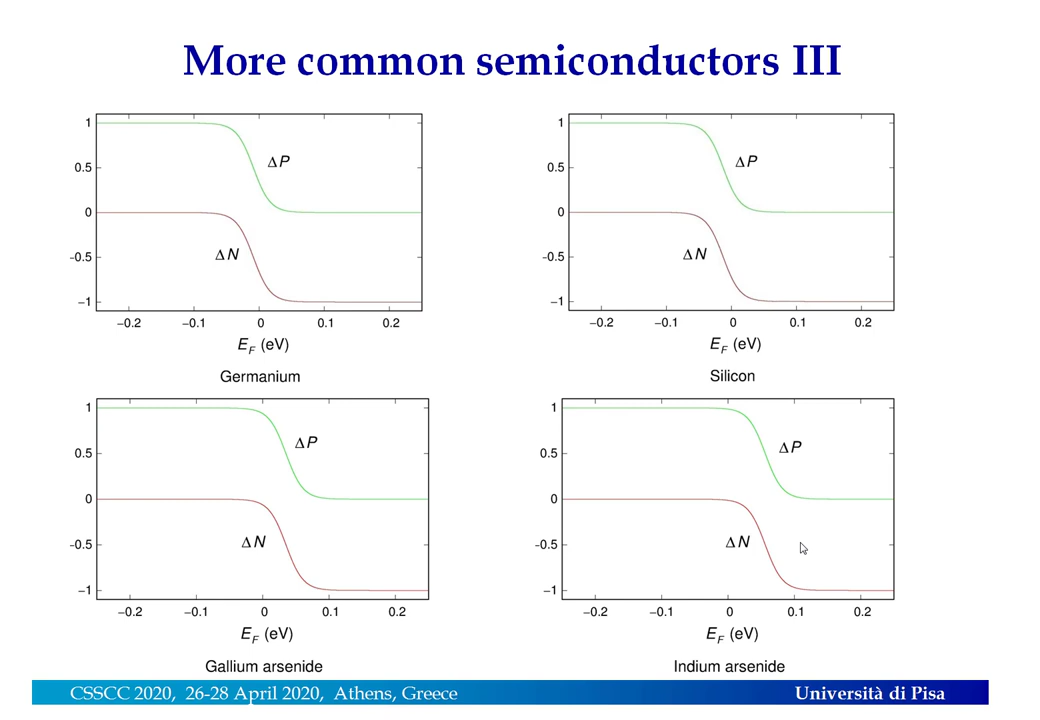 More common semiconductors III
1
0.5
0
−0.5
−1
ΔP
ΔN
−0.2 −0.1 0 0.1 0.2
E_F (eV)
Germanium
1
0.5
0
−0.5
−1
ΔP
ΔN
−0.2 −0.1 0 0.1 0.2
E_F (eV)
Silicon
1
0.5
0
−0.5
−1
ΔP
ΔN
−0.2 −0.1 0 0.1 0.2
E_F (eV)
Gallium arsenide
1
0.5
0
−0.5
−1
ΔP
ΔN
−0.2 −0.1 0 0.1 0.2
E_F (eV)
Indium arsenide
CSSCC 2020, 26-28 April 2020, Athens, Greece
Università di Pisa